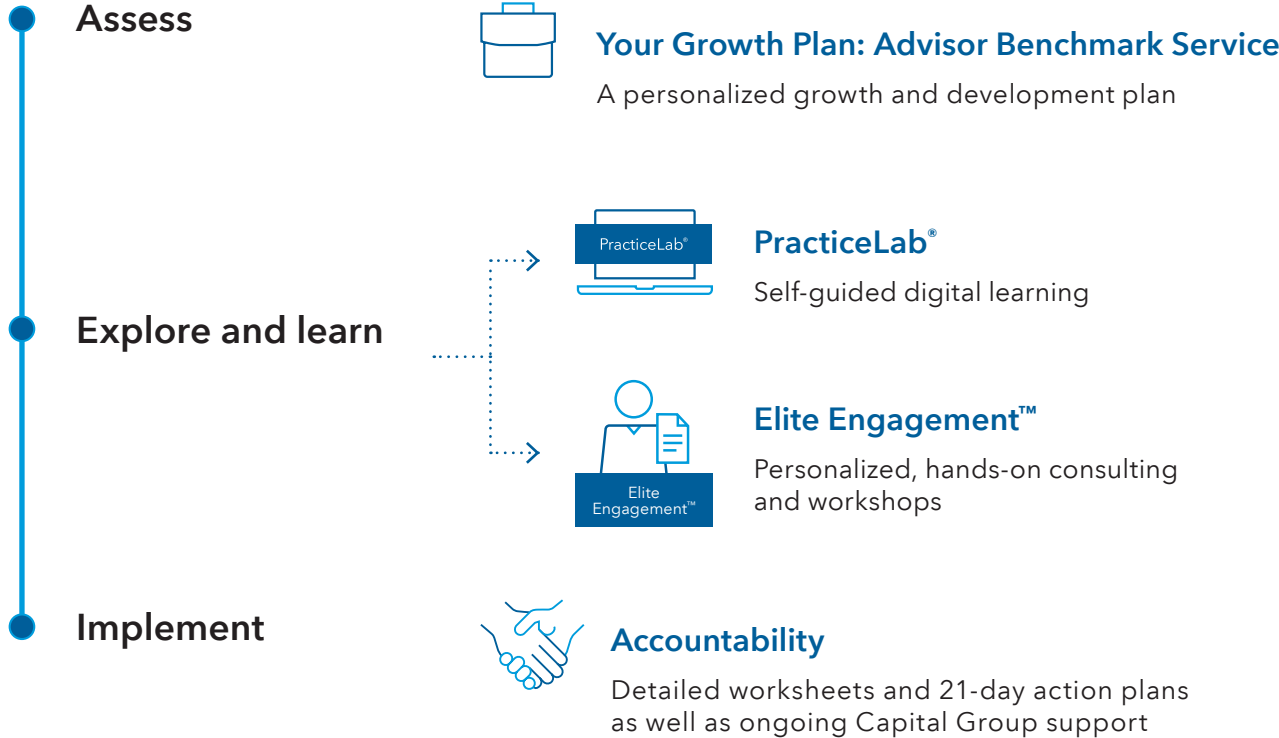 Assess
Your Growth Plan: Advisor Benchmark Service
A personalized growth and development plan
Explore and learn
PracticeLab®
PracticeLab®
Self-guided digital learning
Elite
Engagement™
Elite Engagement™
Personalized, hands-on consulting
and workshops
Implement
Accountability
Detailed worksheets and 21-day action plans
as well as ongoing Capital Group support